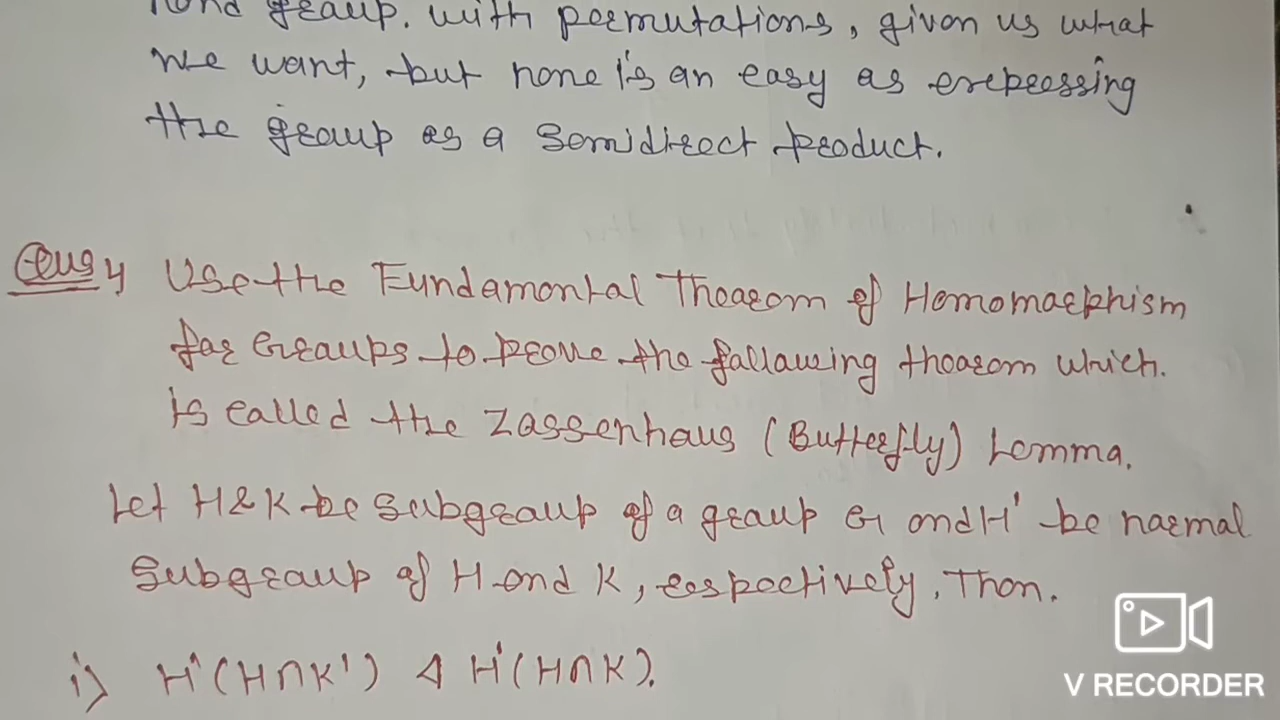 group. with permutations, given us what
we want, but none is an easy as expressing
the group as a semidirect product.
Ques 4 Use the Fundamental Theorem of Homomorphism
for Groups to prove the following theorem which.
is called the Zassenhaus (Butterfly) Lemma.
Let H & K be subgroup of a group G and H' be normal
subgroup of H and K, respectively. Then.
i) H'(H∩K') ⊲ H'(H∩K).
V RECORDER